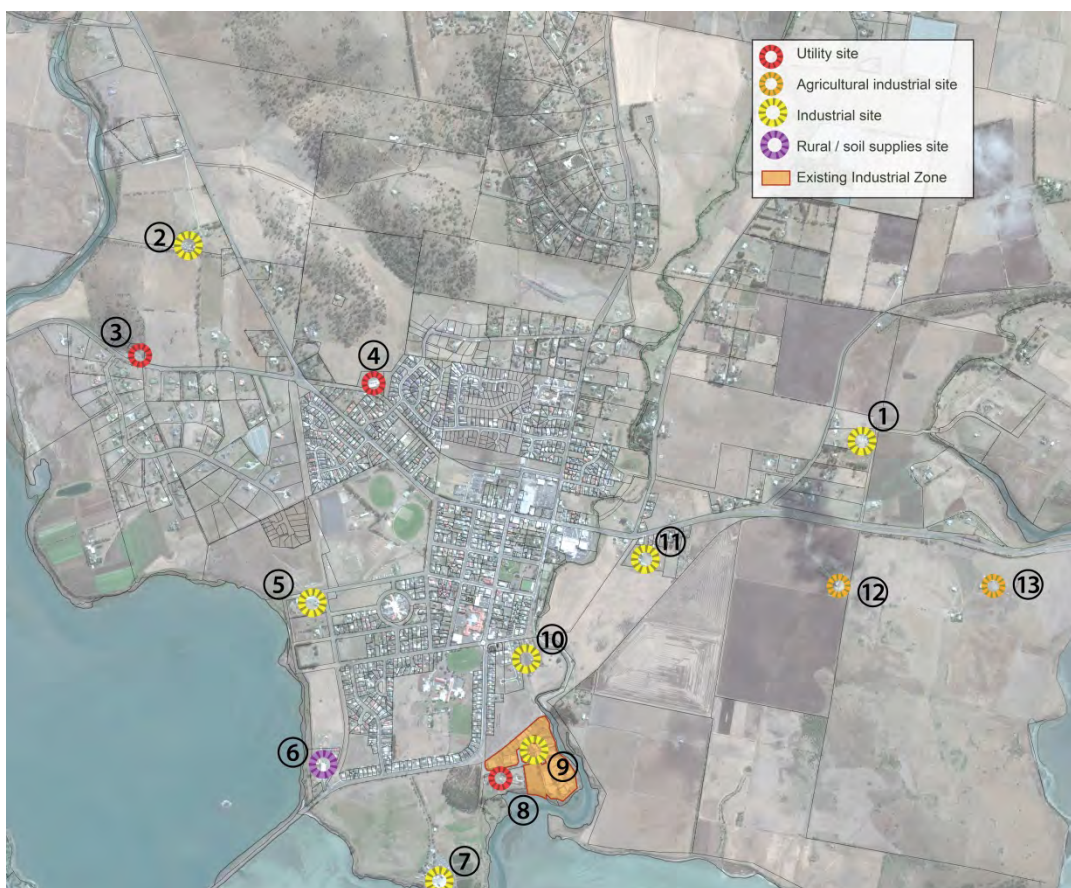 Utility site
Agricultural industrial site
Industrial site
Rural / soil supplies site
Existing Industrial Zone
2
3
4
1
11
5
12
13
10
6
9
8
7